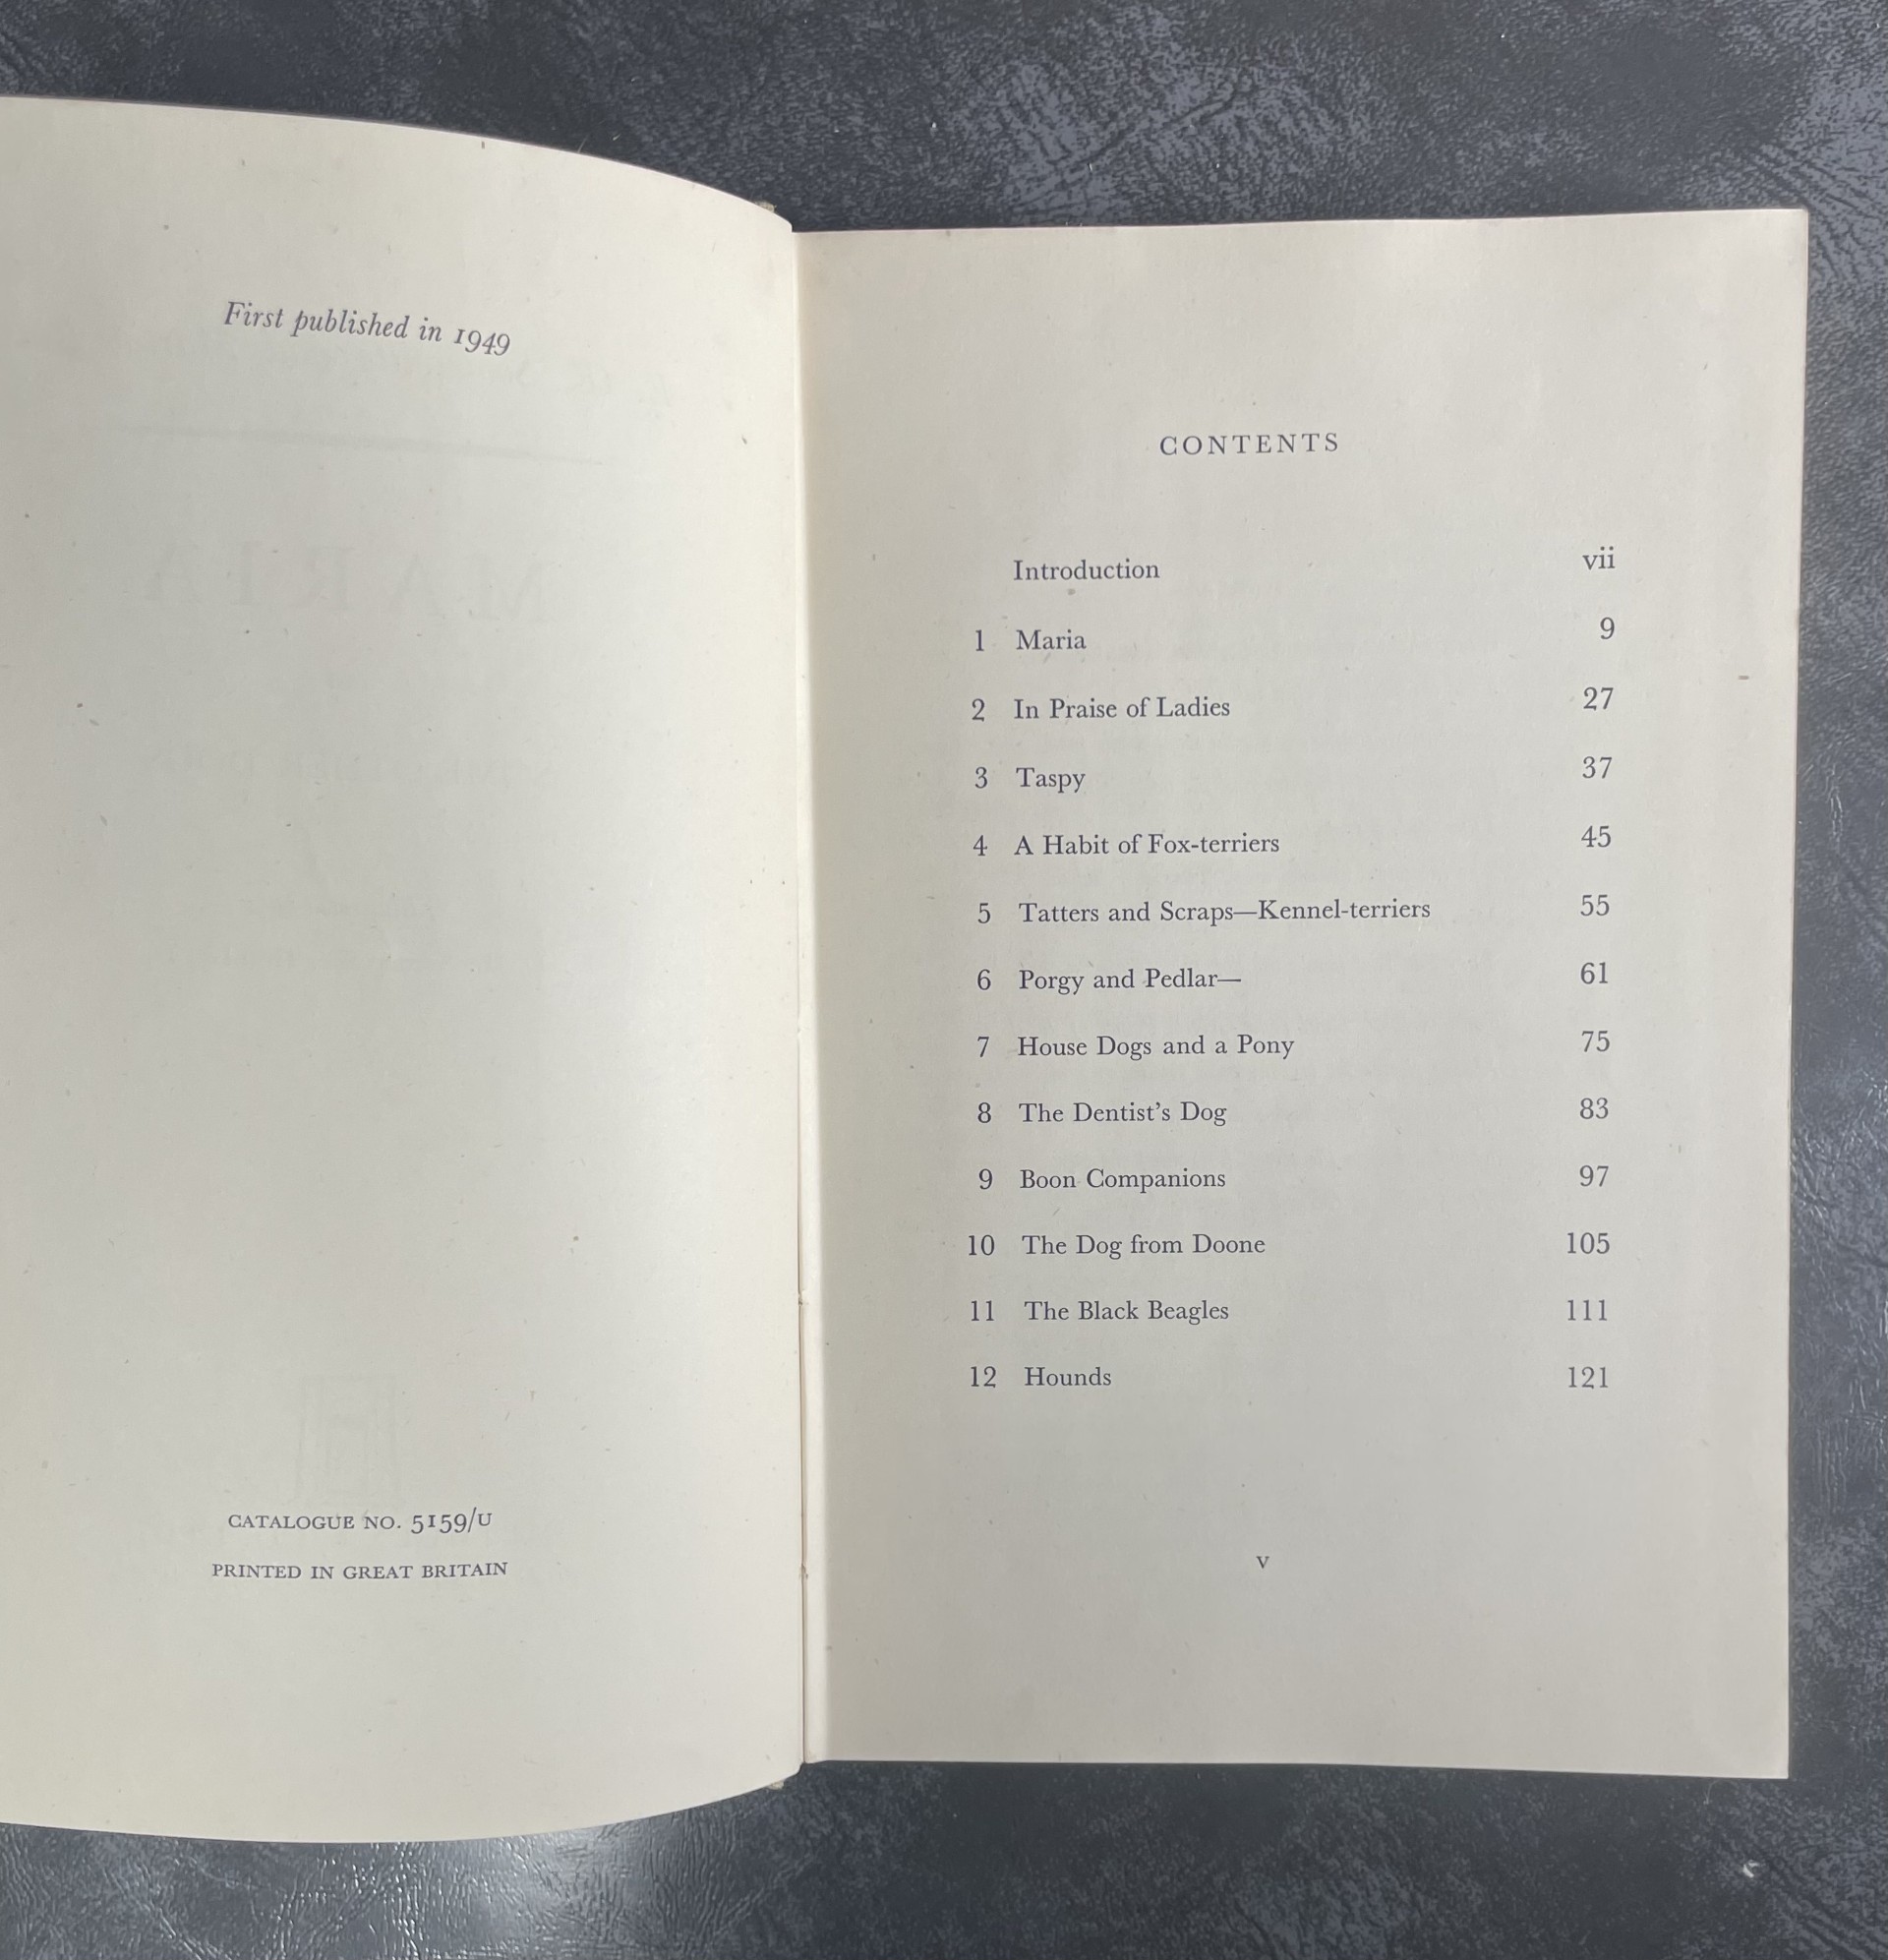 First published in 1949
CATALOGUE NO. 5159/U
PRINTED IN GREAT BRITAIN
CONTENTS
Introduction vii
1 Maria 9
2 In Praise of Ladies 27
3 Taspy 37
4 A Habit of Fox-terriers 45
5 Tatters and Scraps—Kennel-terriers 55
6 Porgy and Pedlar— 61
7 House Dogs and a Pony 75
8 The Dentist’s Dog 83
9 Boon Companions 97
10 The Dog from Doone 105
11 The Black Beagles 111
12 Hounds 121
v